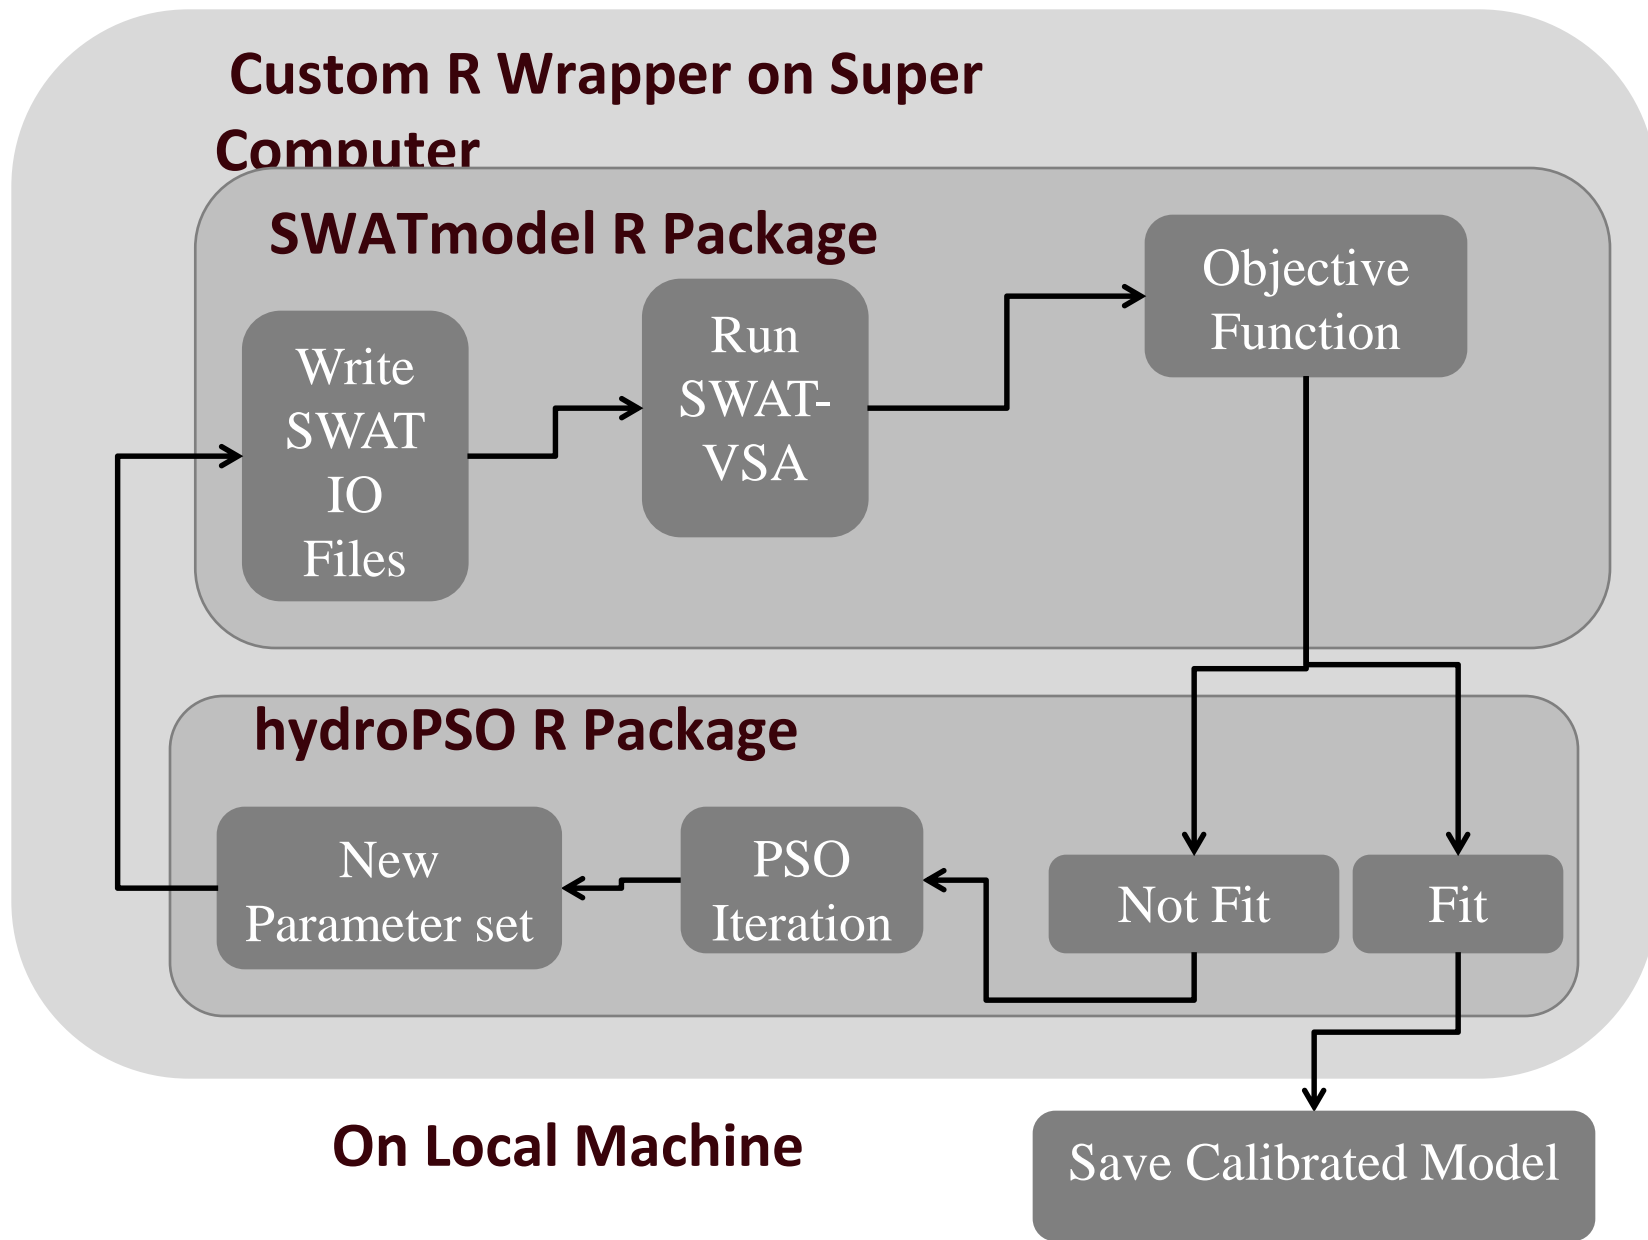 Custom R Wrapper on Super
Computer
SWATmodel R Package
Write
SWAT
IO
Files
Run
SWAT-
VSA
Objective
Function
hydroPSO R Package
New
Parameter set
PSO
Iteration
Not Fit
Fit
On Local Machine
Save Calibrated Model